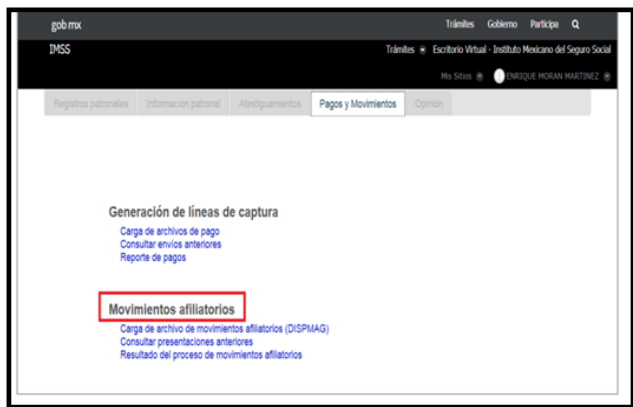 gob mx Trámites Gobierno Participa
IMSS Trámites Escritorio Virtual - Instituto Mexicano del Seguro Social
Mis Sitios ENRIQUE MORAN MARTINEZ
Registros patronales Información patronal Atestiguamientos Pagos y Movimientos Opinión
Generación de líneas de captura
Carga de archivos de pago
Consultar envios anteriores
Reporte de pagos
Movimientos afiliatorios
Carga de archivo de movimientos afiliatorios (DISPMAG)
Consultar presentaciones anteriores
Resultado del proceso de movimientos afiliatorios